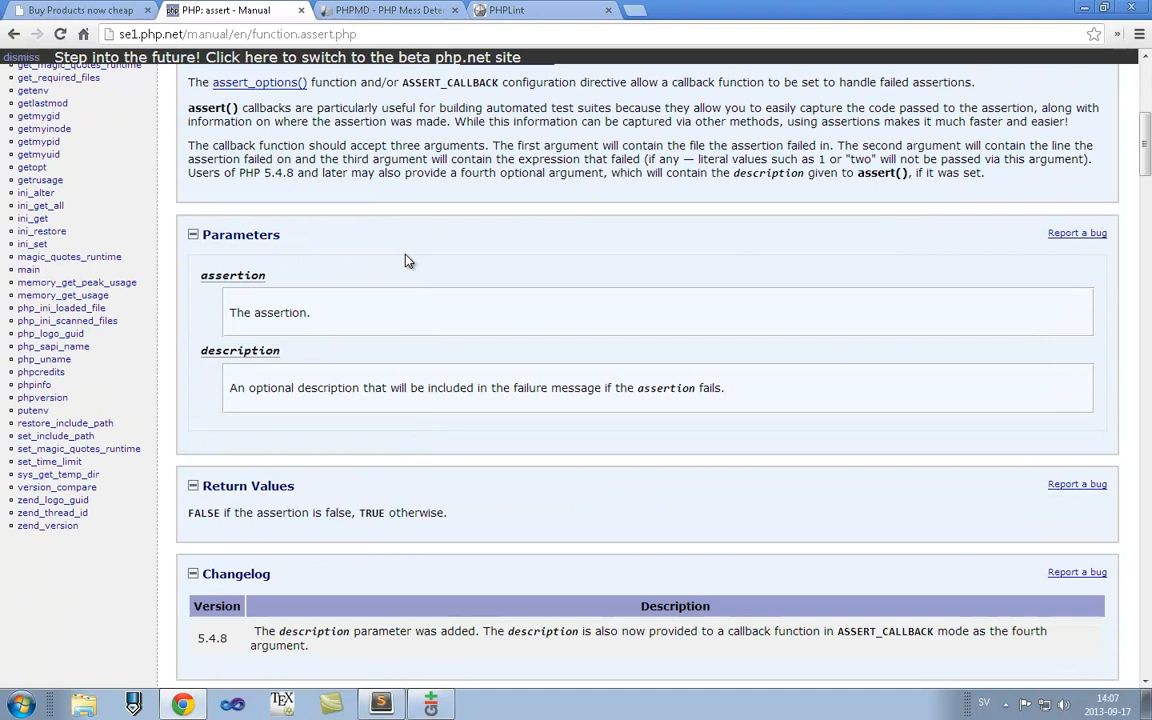 Buy Products now cheap
PHP: assert - Manual
PHPMD - PHP Mess Dete
PHPLint
se1.php.net/manual/en/function.assert.php
dismiss Step into the future! Click here to switch to the beta php.net site
get_magic_quotes_runtime
get_required_files
getenv
getlastmod
getmygid
getmyinode
getmypid
getmyuid
getopt
getrusage
ini_alter
ini_get_all
ini_get
ini_restore
ini_set
magic_quotes_runtime
main
memory_get_peak_usage
memory_get_usage
php_ini_loaded_file
php_ini_scanned_files
php_logo_guid
php_sapi_name
php_uname
phpcredits
phpinfo
phpversion
putenv
restore_include_path
set_include_path
set_magic_quotes_runtime
set_time_limit
sys_get_temp_dir
version_compare
zend_logo_guid
zend_thread_id
zend_version
The assert_options() function and/or ASSERT_CALLBACK configuration directive allow a callback function to be set to handle failed assertions.
assert() callbacks are particularly useful for building automated test suites because they allow you to easily capture the code passed to the assertion, along with
information on where the assertion was made. While this information can be captured via other methods, using assertions makes it much faster and easier!
The callback function should accept three arguments. The first argument will contain the file the assertion failed in. The second argument will contain the line the
assertion failed on and the third argument will contain the expression that failed (if any — literal values such as 1 or "two" will not be passed via this argument).
Users of PHP 5.4.8 and later may also provide a fourth optional argument, which will contain the description given to assert(), if it was set.
Parameters
Report a bug
assertion
The assertion.
description
An optional description that will be included in the failure message if the assertion fails.
Return Values
Report a bug
FALSE if the assertion is false, TRUE otherwise.
Changelog
Report a bug
Version Description
5.4.8 The description parameter was added. The description is also now provided to a callback function in ASSERT_CALLBACK mode as the fourth
argument.
TEX
SV
14:07
2013-09-17